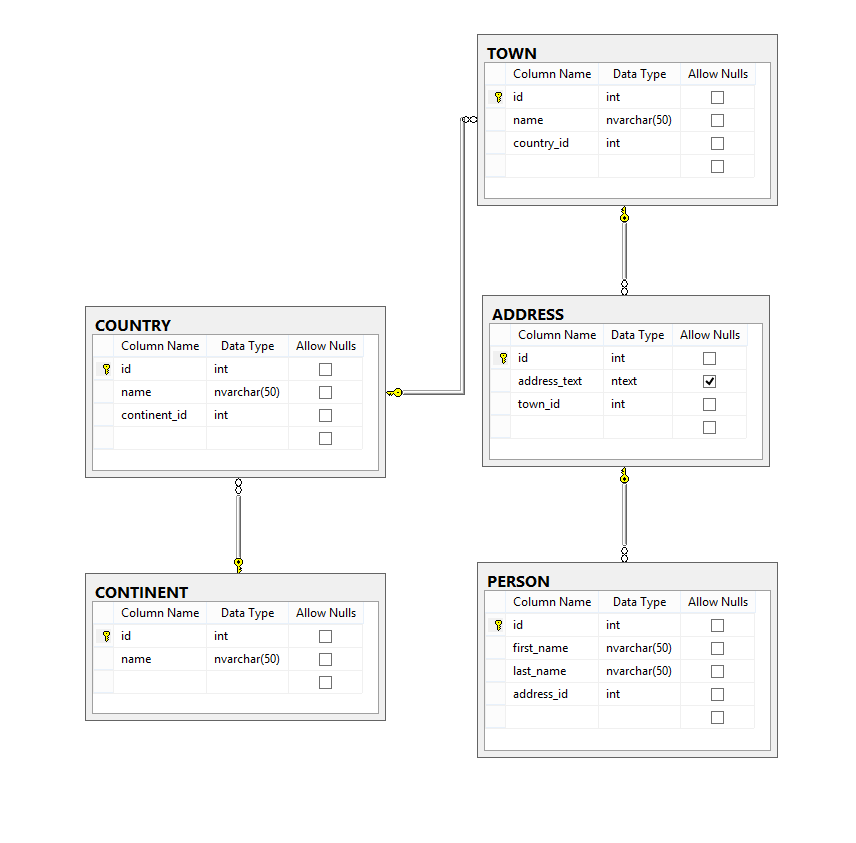 TOWN
Column Name Data Type Allow Nulls
id int
name nvarchar(50)
country_id int
COUNTRY
Column Name Data Type Allow Nulls
id int
name nvarchar(50)
continent_id int
ADDRESS
Column Name Data Type Allow Nulls
id int
address_text ntext
town_id int
CONTINENT
Column Name Data Type Allow Nulls
id int
name nvarchar(50)
PERSON
Column Name Data Type Allow Nulls
id int
first_name nvarchar(50)
last_name nvarchar(50)
address_id int